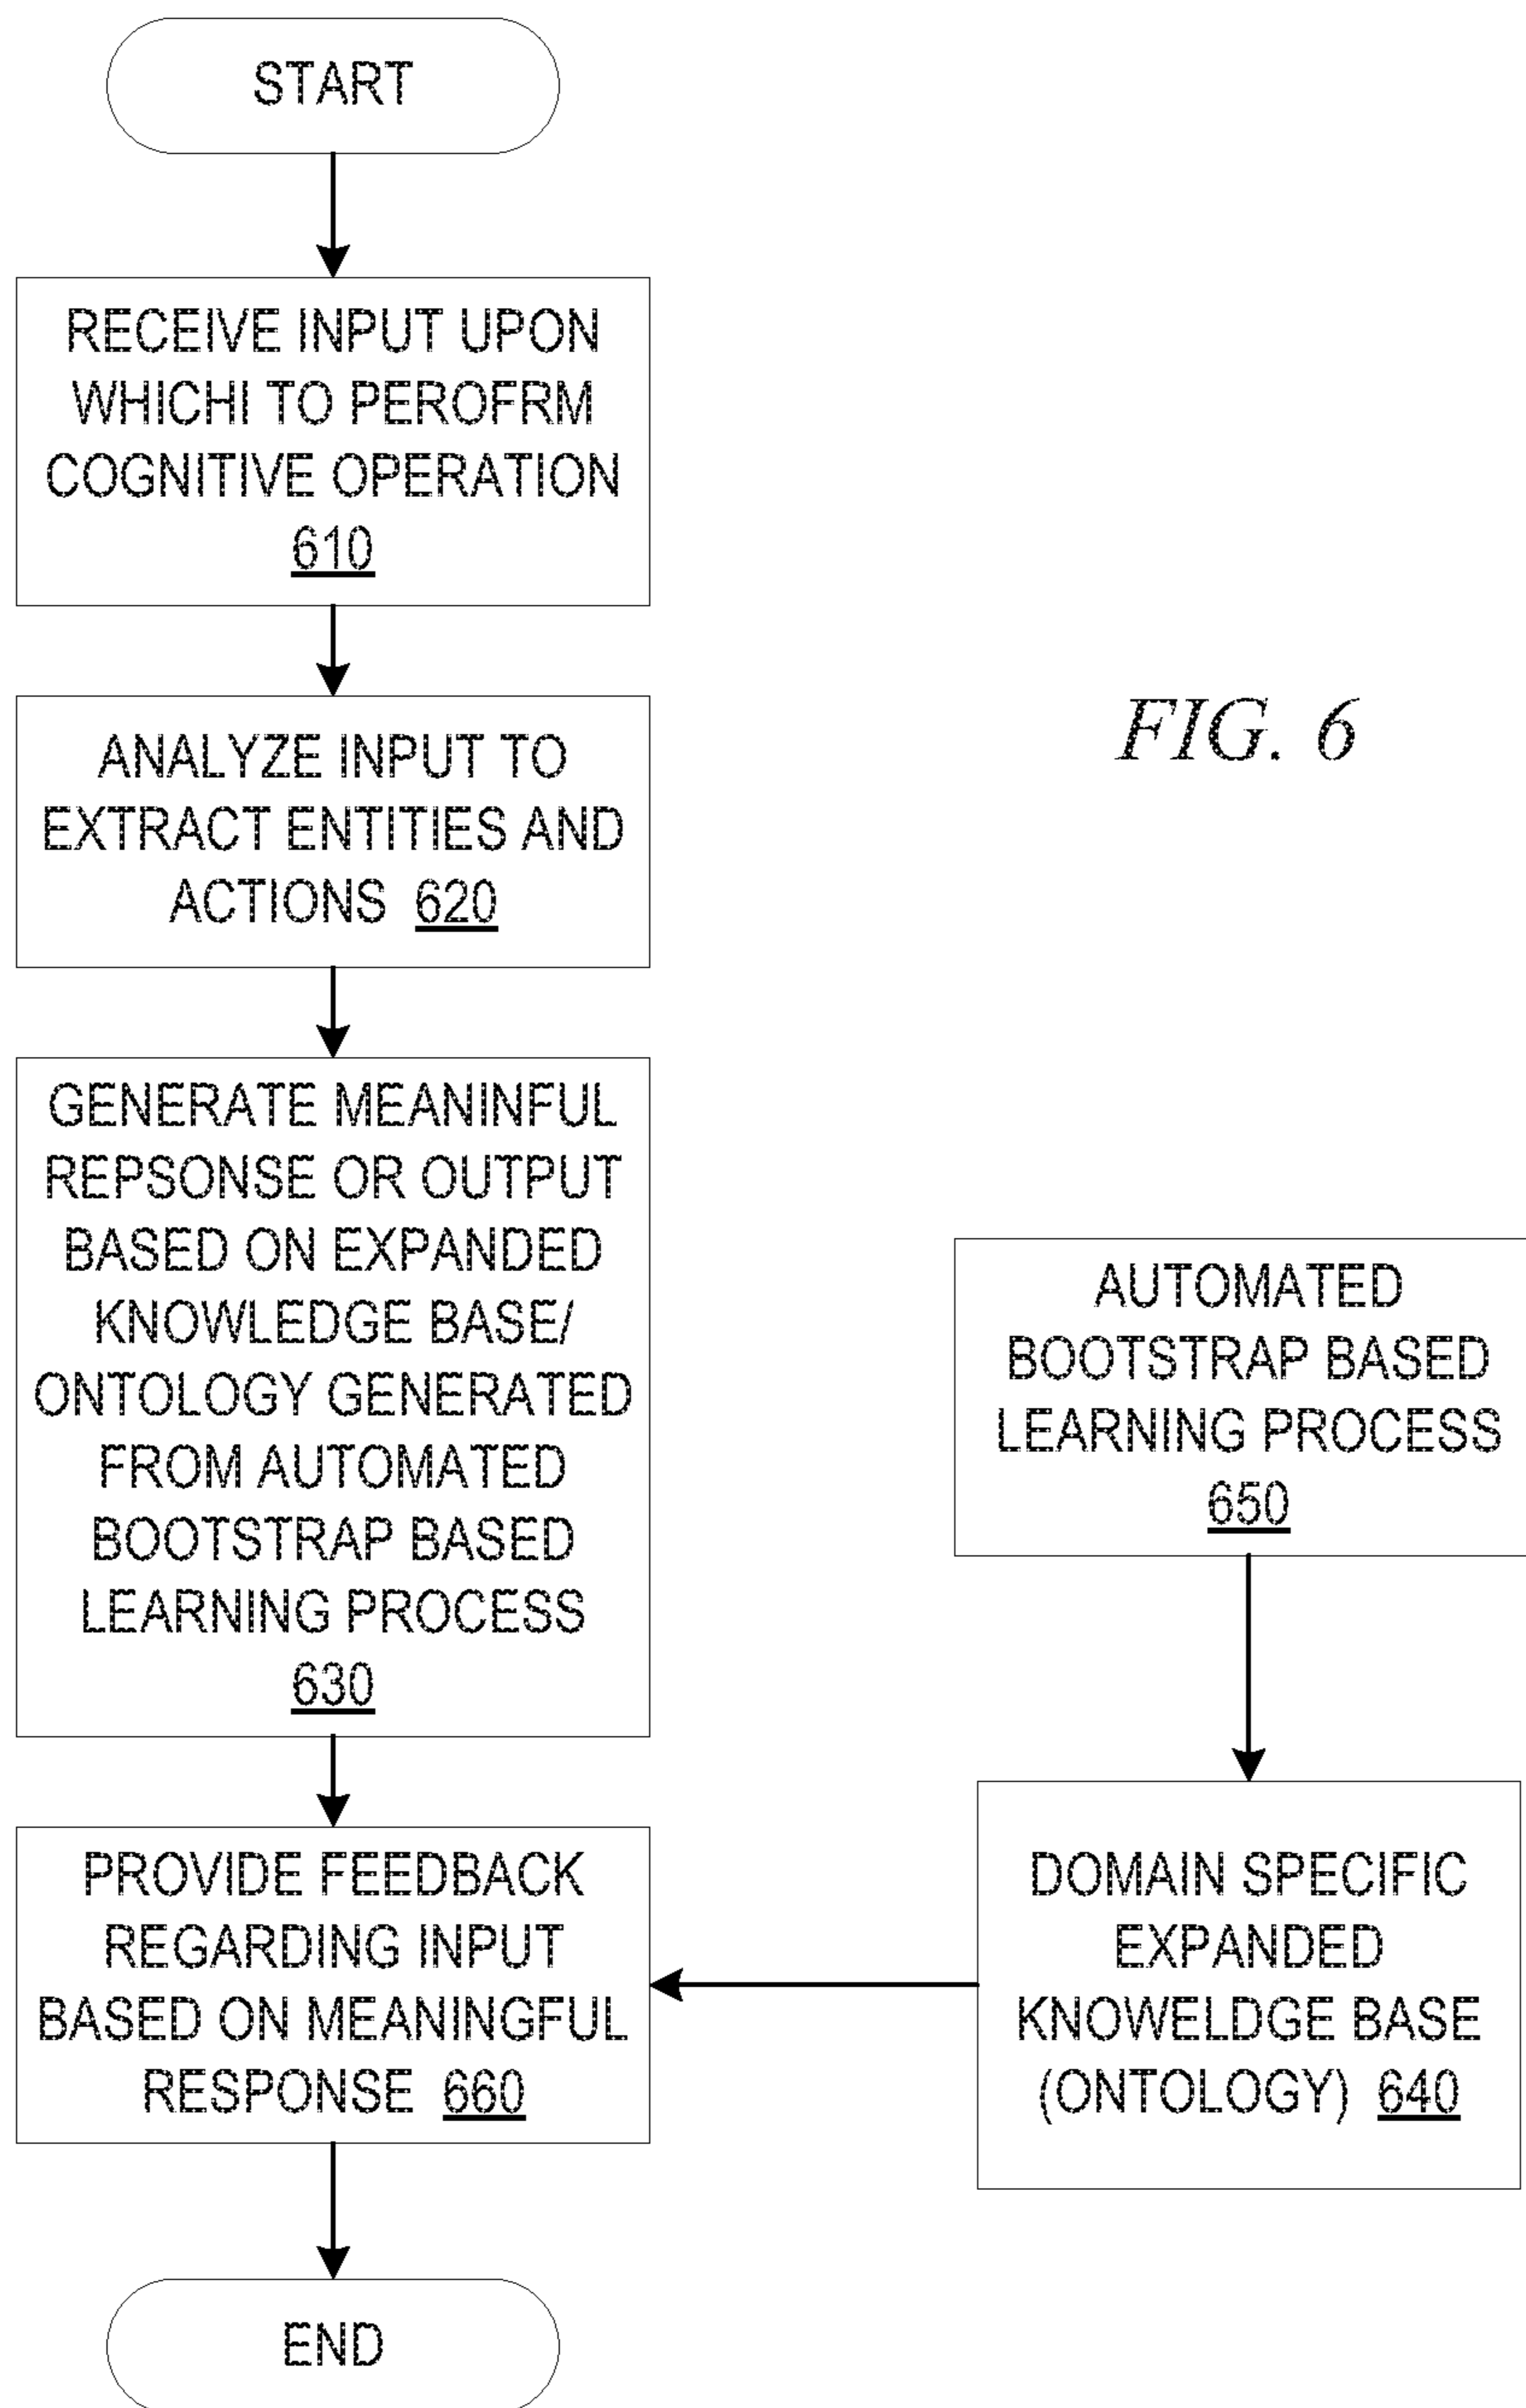 START
RECEIVE INPUT UPON
WHICHI TO PEROFRM
COGNITIVE OPERATION
610
ANALYZE INPUT TO
EXTRACT ENTITIES AND
ACTIONS 620
FIG. 6
GENERATE MEANINFUL
REPSONSE OR OUTPUT
BASED ON EXPANDED
KNOWLEDGE BASE/
ONTOLOGY GENERATED
FROM AUTOMATED
BOOTSTRAP BASED
LEARNING PROCESS
630
AUTOMATED
BOOTSTRAP BASED
LEARNING PROCESS
650
PROVIDE FEEDBACK
REGARDING INPUT
BASED ON MEANINGFUL
RESPONSE 660
DOMAIN SPECIFIC
EXPANDED
KNOWELDGE BASE
(ONTOLOGY) 640
END